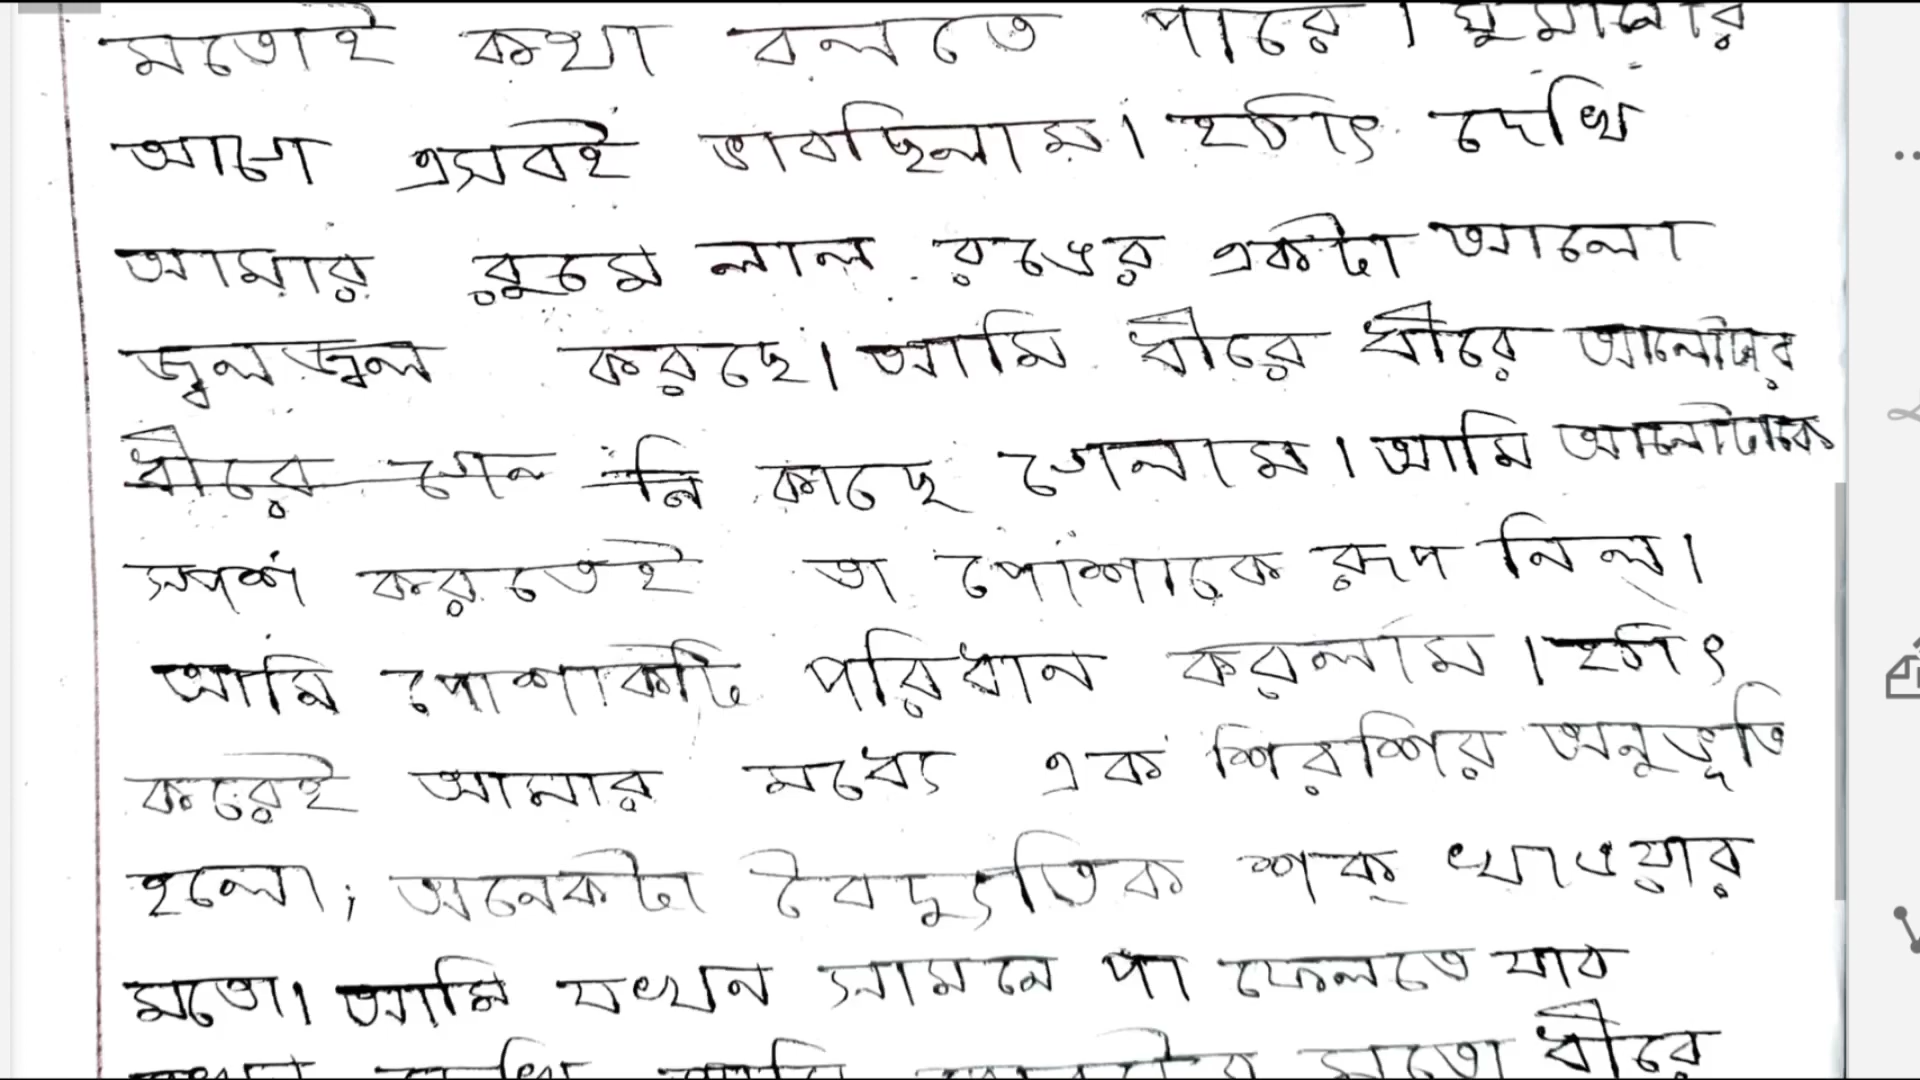 মতোই কথা বলতে পারে। ঘুমানোর
আগে এসবই ভাবছিলাম। হঠাৎ দেখি
আমার রুমে লাল রঙের একটা আলো
জ্বলজ্বল করছে। আমি ধীরে ধীরে আলোটার
ধীরে গেল নি কাছে গেলাম। আমি আলোটাকে
স্পর্শ করতেই তা পোশাকে রূপ নিল।
আমি পোশাকটি পরিধান করলাম। হঠাৎ
করেই আমার মধ্যে এক শিরশির অনুভূতি
হলো; অনেকটা বৈদ্যুতিক শক্ খাওয়ার
মতো। আমি যখন সামনে পা ফেলতে যাব
মতো ধীরে